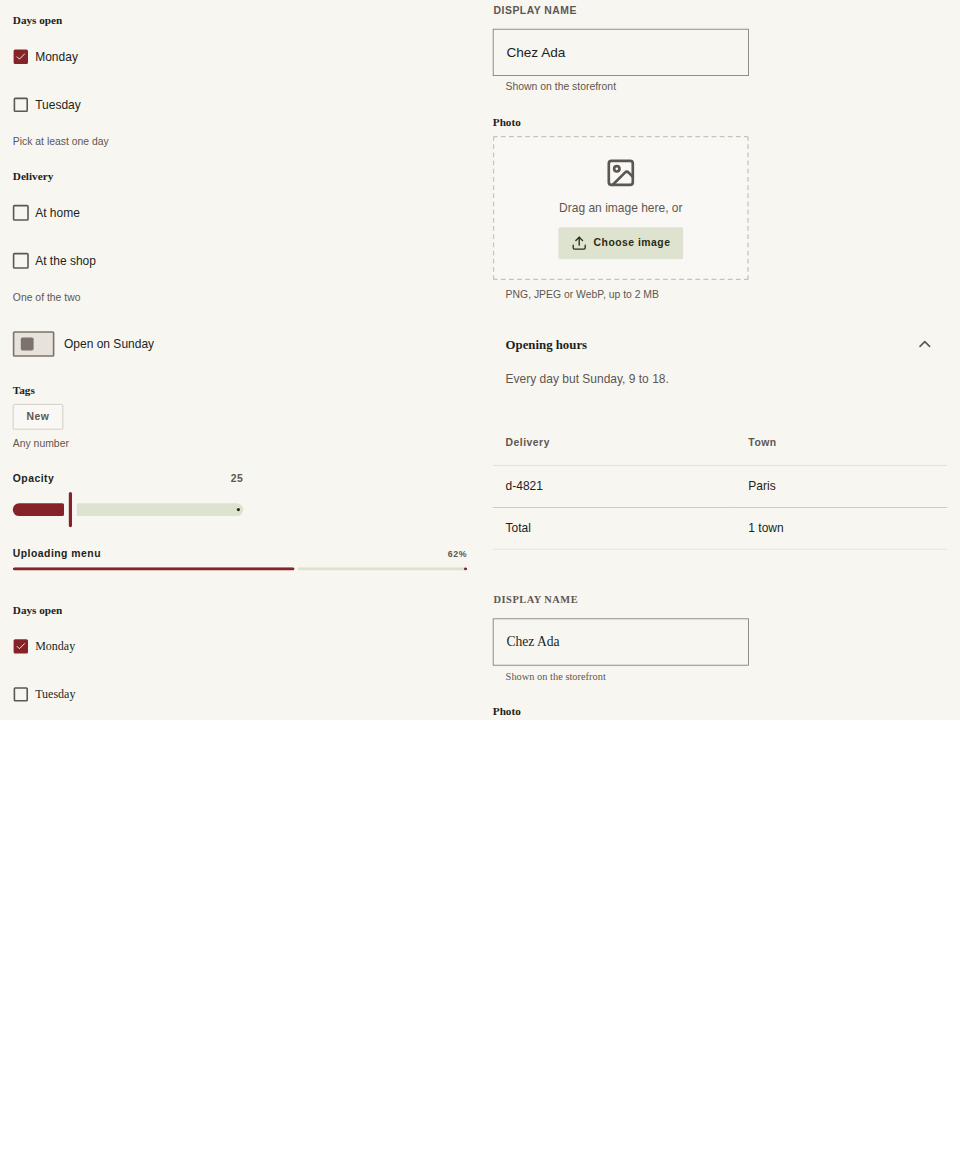 Days open
Monday
Tuesday
Pick at least one day
Delivery
At home
At the shop
One of the two
Open on Sunday
Tags
New
Any number
Opacity 25
Uploading menu 62%
Days open
Monday
Tuesday
DISPLAY NAME
Chez Ada
Shown on the storefront
Photo
Drag an image here, or
Choose image
PNG, JPEG or WebP, up to 2 MB
Opening hours
Every day but Sunday, 9 to 18.
Delivery Town
d-4821 Paris
Total 1 town
DISPLAY NAME
Chez Ada
Shown on the storefront
Photo